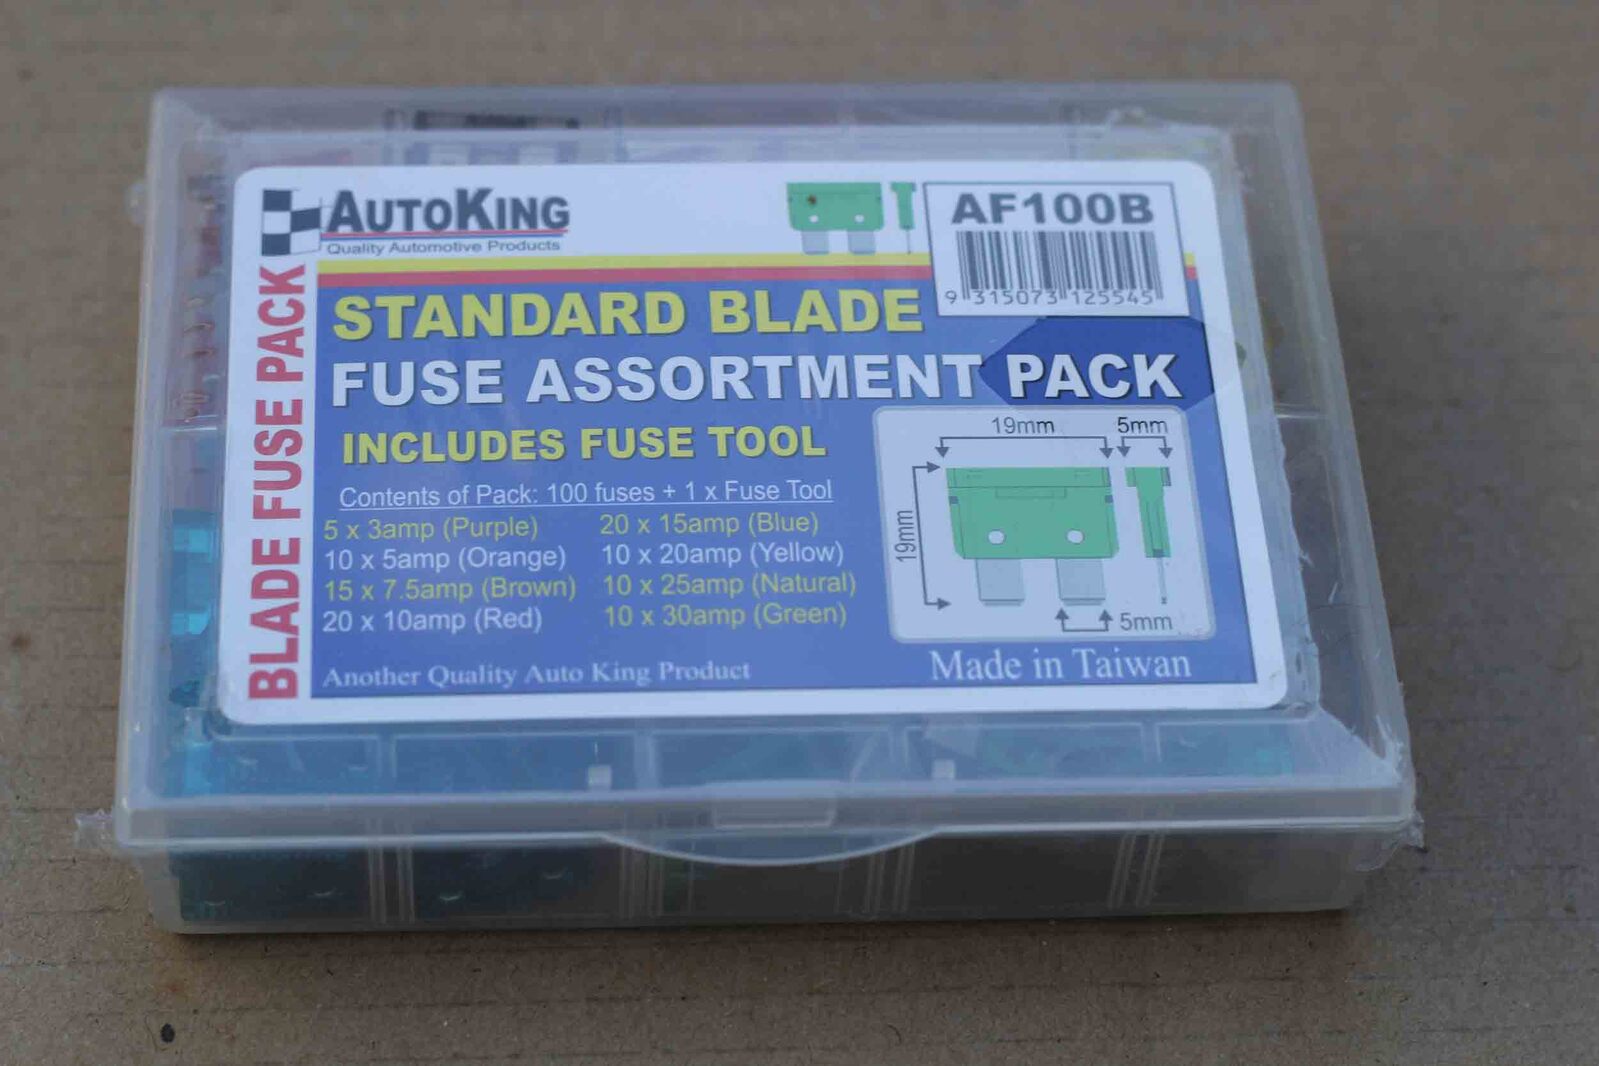 AUTOKING
Quality Automotive Products
AF100B
9 315073 125545
BLADE FUSE PACK
STANDARD BLADE
FUSE ASSORTMENT PACK
INCLUDES FUSE TOOL
Contents of Pack: 100 fuses + 1 x Fuse Tool
5 x 3amp (Purple)
10 x 5amp (Orange)
15 x 7.5amp (Brown)
20 x 10amp (Red)
20 x 15amp (Blue)
10 x 20amp (Yellow)
10 x 25amp (Natural)
10 x 30amp (Green)
19mm
5mm
19mm
5mm
Another Quality Auto King Product
Made in Taiwan